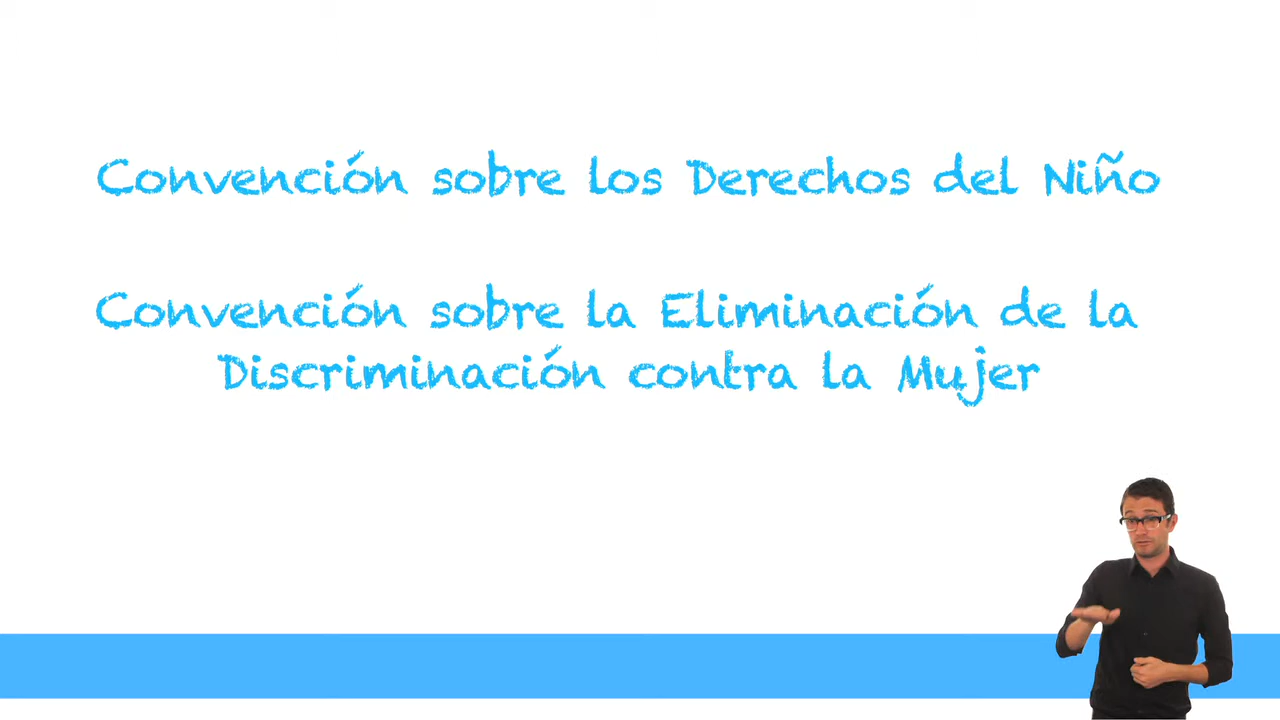 Convención sobre los Derechos del Niño
Convención sobre la Eliminación de la
Discriminación contra la Mujer